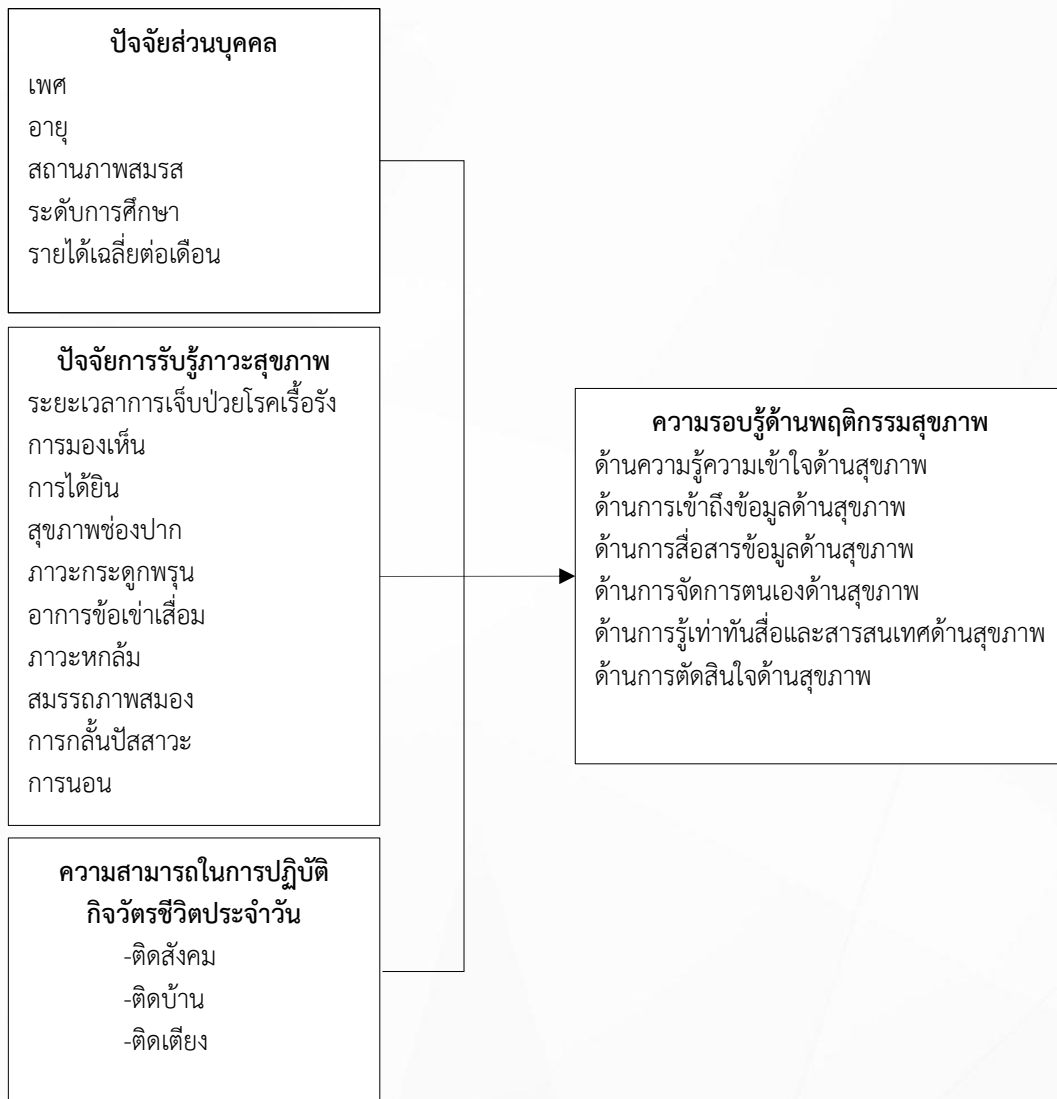 ปัจจัยส่วนบุคคล
เพศ
อายุ
สถานภาพสมรส
ระดับการศึกษา
รายได้เฉลี่ยต่อเดือน
ปัจจัยการรับรู้ภาวะสุขภาพ
ระยะเวลาการเจ็บป่วยโรคเรื้อรัง
การมองเห็น
การได้ยิน
สุขภาพช่องปาก
ภาวะกระดูกพรุน
อาการข้อเข่าเสื่อม
ภาวะหกล้ม
สมรรถภาพสมอง
การกลั้นปัสสาวะ
การนอน
ความสามารถในการปฏิบัติ
กิจวัตรชีวิตประจำวัน
-ติดสังคม
-ติดบ้าน
-ติดเตียง
ความรอบรู้ด้านพฤติกรรมสุขภาพ
ด้านความรู้ความเข้าใจด้านสุขภาพ
ด้านการเข้าถึงข้อมูลด้านสุขภาพ
ด้านการสื่อสารข้อมูลด้านสุขภาพ
ด้านการจัดการตนเองด้านสุขภาพ
ด้านการรู้เท่าทันสื่อและสารสนเทศด้านสุขภาพ
ด้านการตัดสินใจด้านสุขภาพ